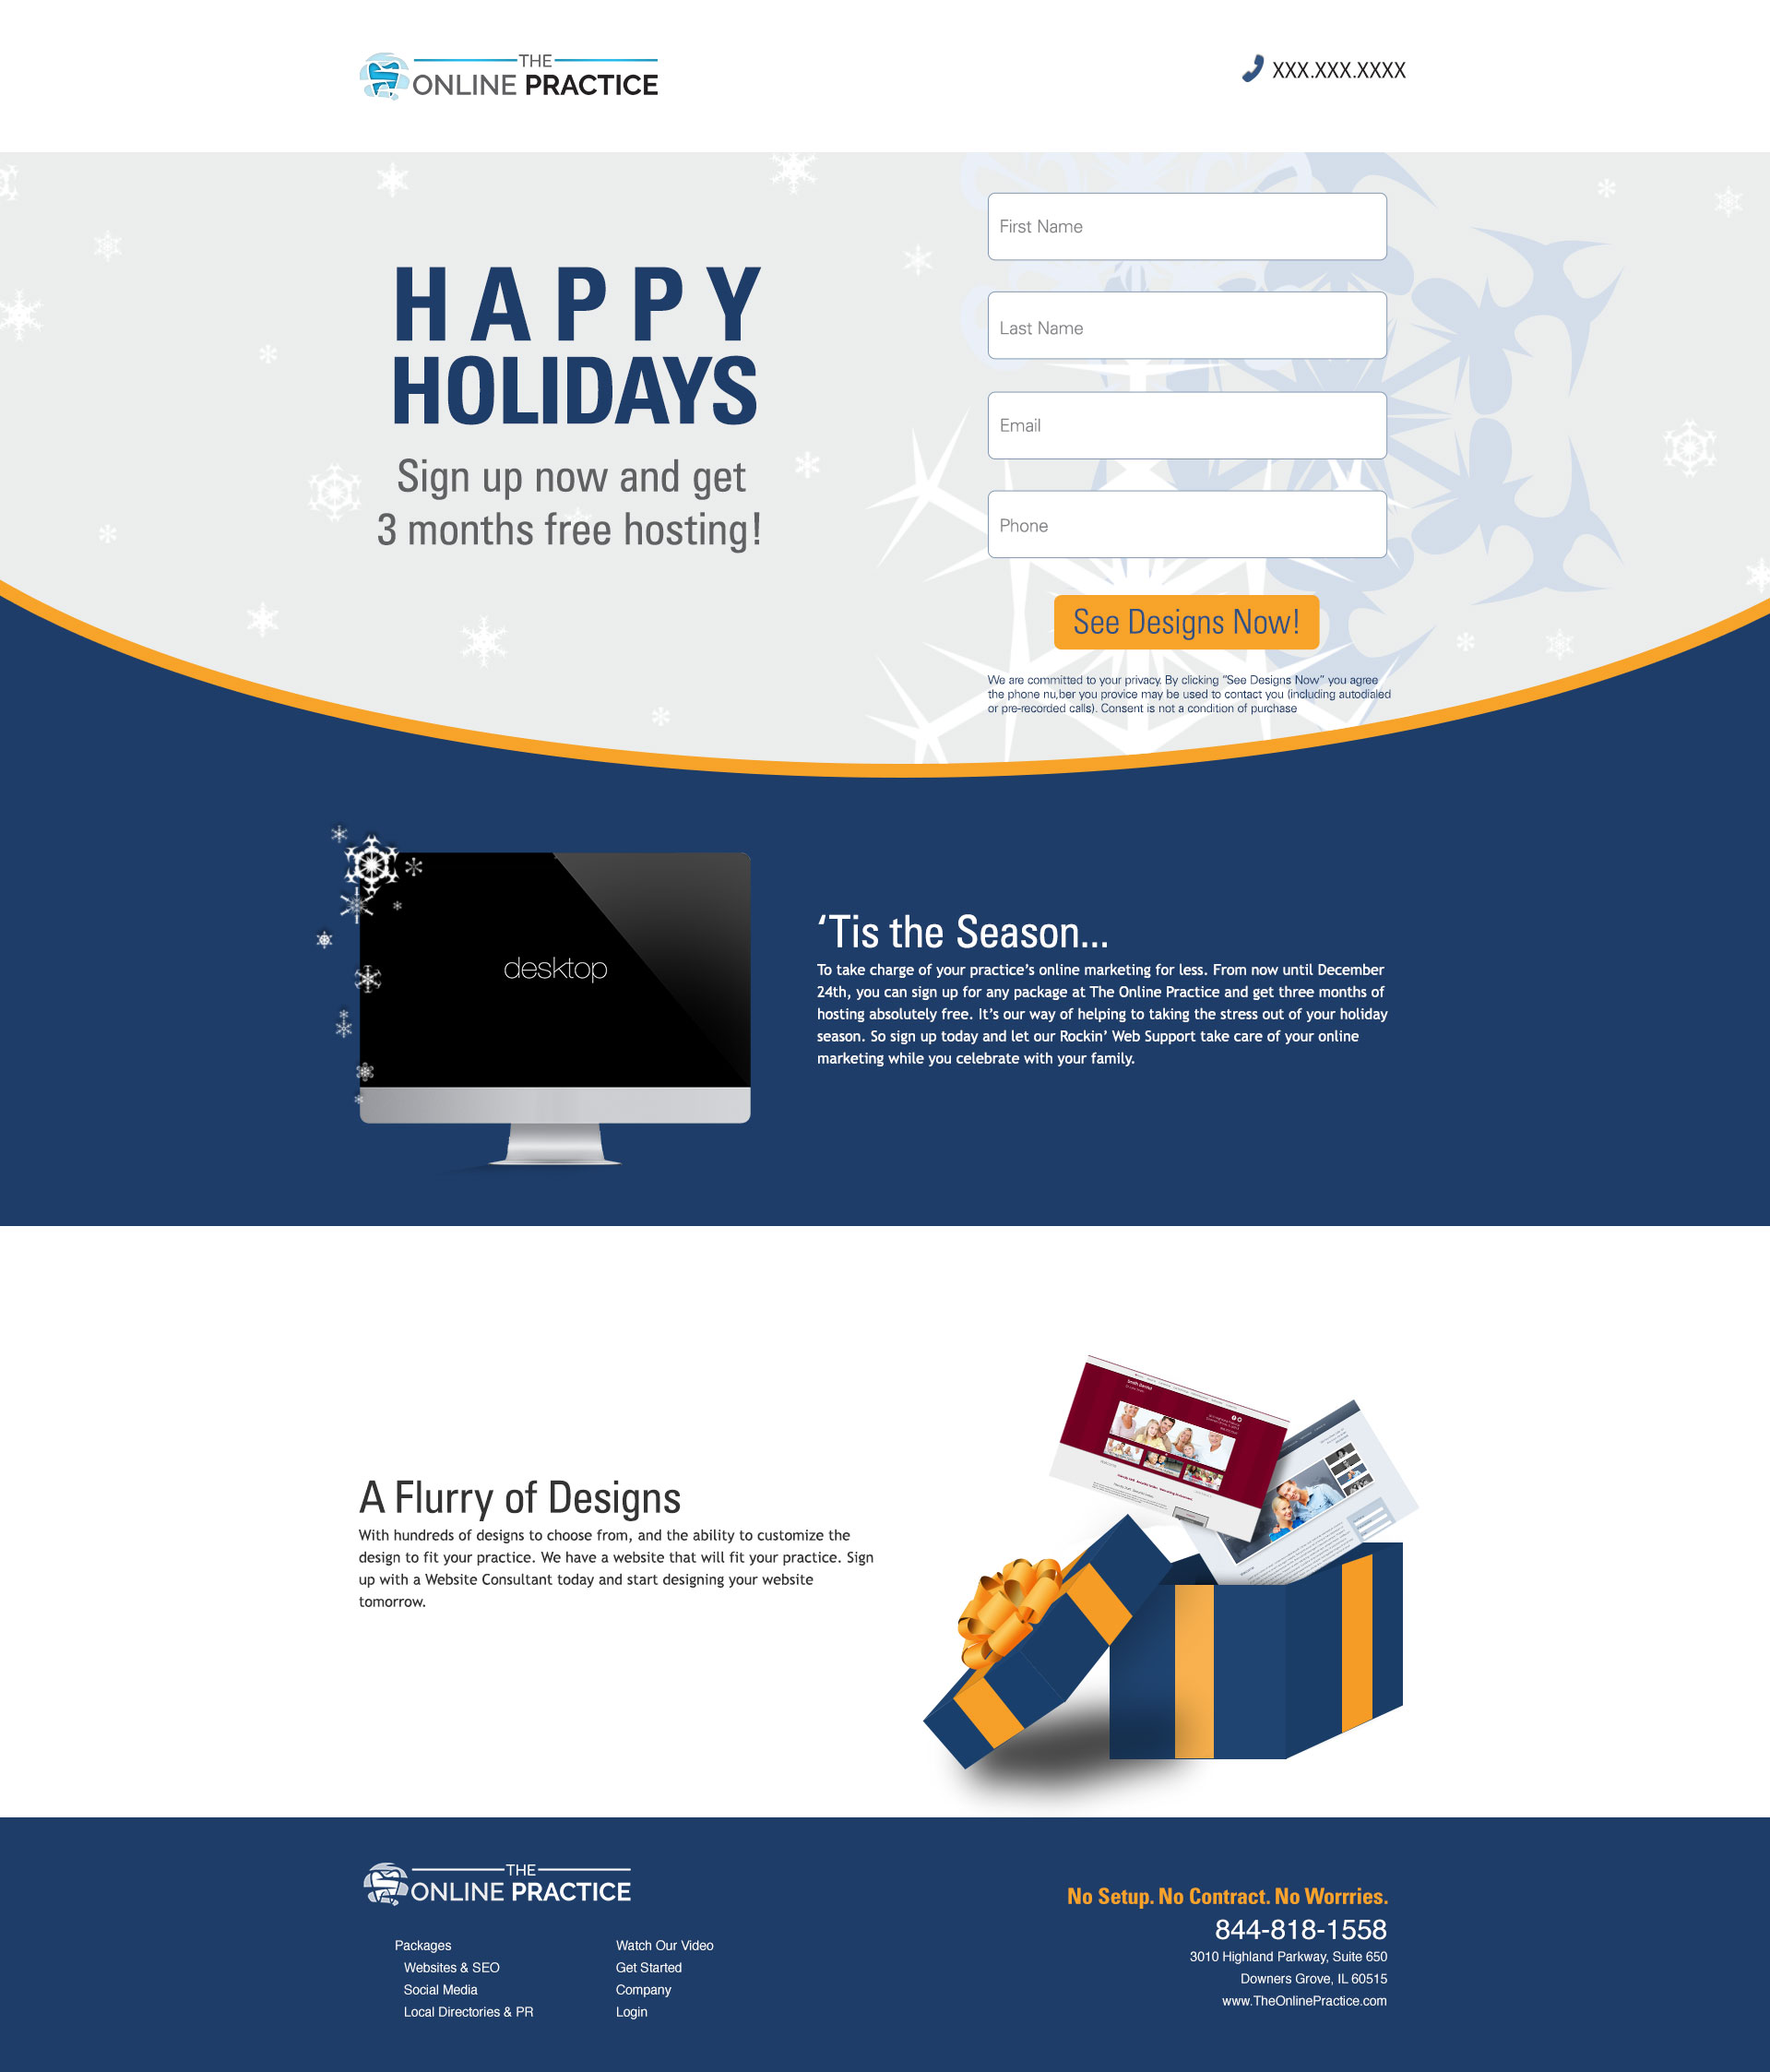 THE
ONLINE PRACTICE
XXX.XXX.XXXX
HAPPY
HOLIDAYS
Sign up now and get
3 months free hosting!
First Name
Last Name
Email
Phone
See Designs Now!
We are committed to your privacy. By clicking “See Designs Now” you agree
the phone nu,ber you provice may be used to contact you (including autodialed
or pre-recorded calls). Consent is not a condition of purchase
desktop
‘Tis the Season...
To take charge of your practice’s online marketing for less. From now until December
24th, you can sign up for any package at The Online Practice and get three months of
hosting absolutely free. It’s our way of helping to taking the stress out of your holiday
season. So sign up today and let our Rockin’ Web Support take care of your online
marketing while you celebrate with your family.
Smith Dental
A Flurry of Designs
With hundreds of designs to choose from, and the ability to customize the
design to fit your practice. We have a website that will fit your practice. Sign
up with a Website Consultant today and start designing your website
tomorrow.
THE
ONLINE PRACTICE
Packages
Websites & SEO
Social Media
Local Directories & PR
Watch Our Video
Get Started
Company
Login
No Setup. No Contract. No Worrries.
844-818-1558
3010 Highland Parkway, Suite 650
Downers Grove, IL 60515
www.TheOnlinePractice.com